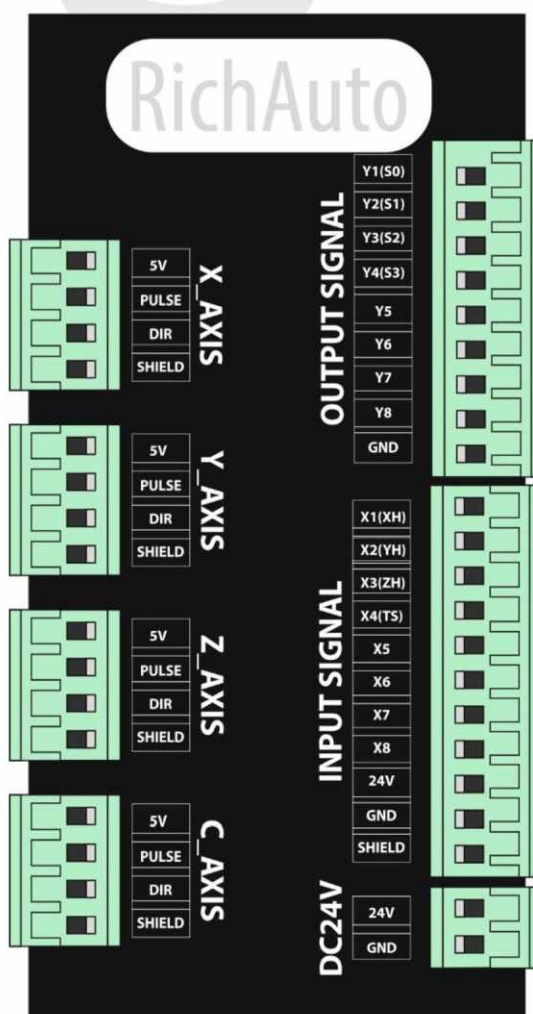 RichAuto
X_AXIS
5V
PULSE
DIR
SHIELD
Y_AXIS
5V
PULSE
DIR
SHIELD
Z_AXIS
5V
PULSE
DIR
SHIELD
C_AXIS
5V
PULSE
DIR
SHIELD
OUTPUT SIGNAL
Y1(S0)
Y2(S1)
Y3(S2)
Y4(S3)
Y5
Y6
Y7
Y8
GND
INPUT SIGNAL
X1(XH)
X2(YH)
X3(ZH)
X4(TS)
X5
X6
X7
X8
24V
GND
SHIELD
DC24V
24V
GND